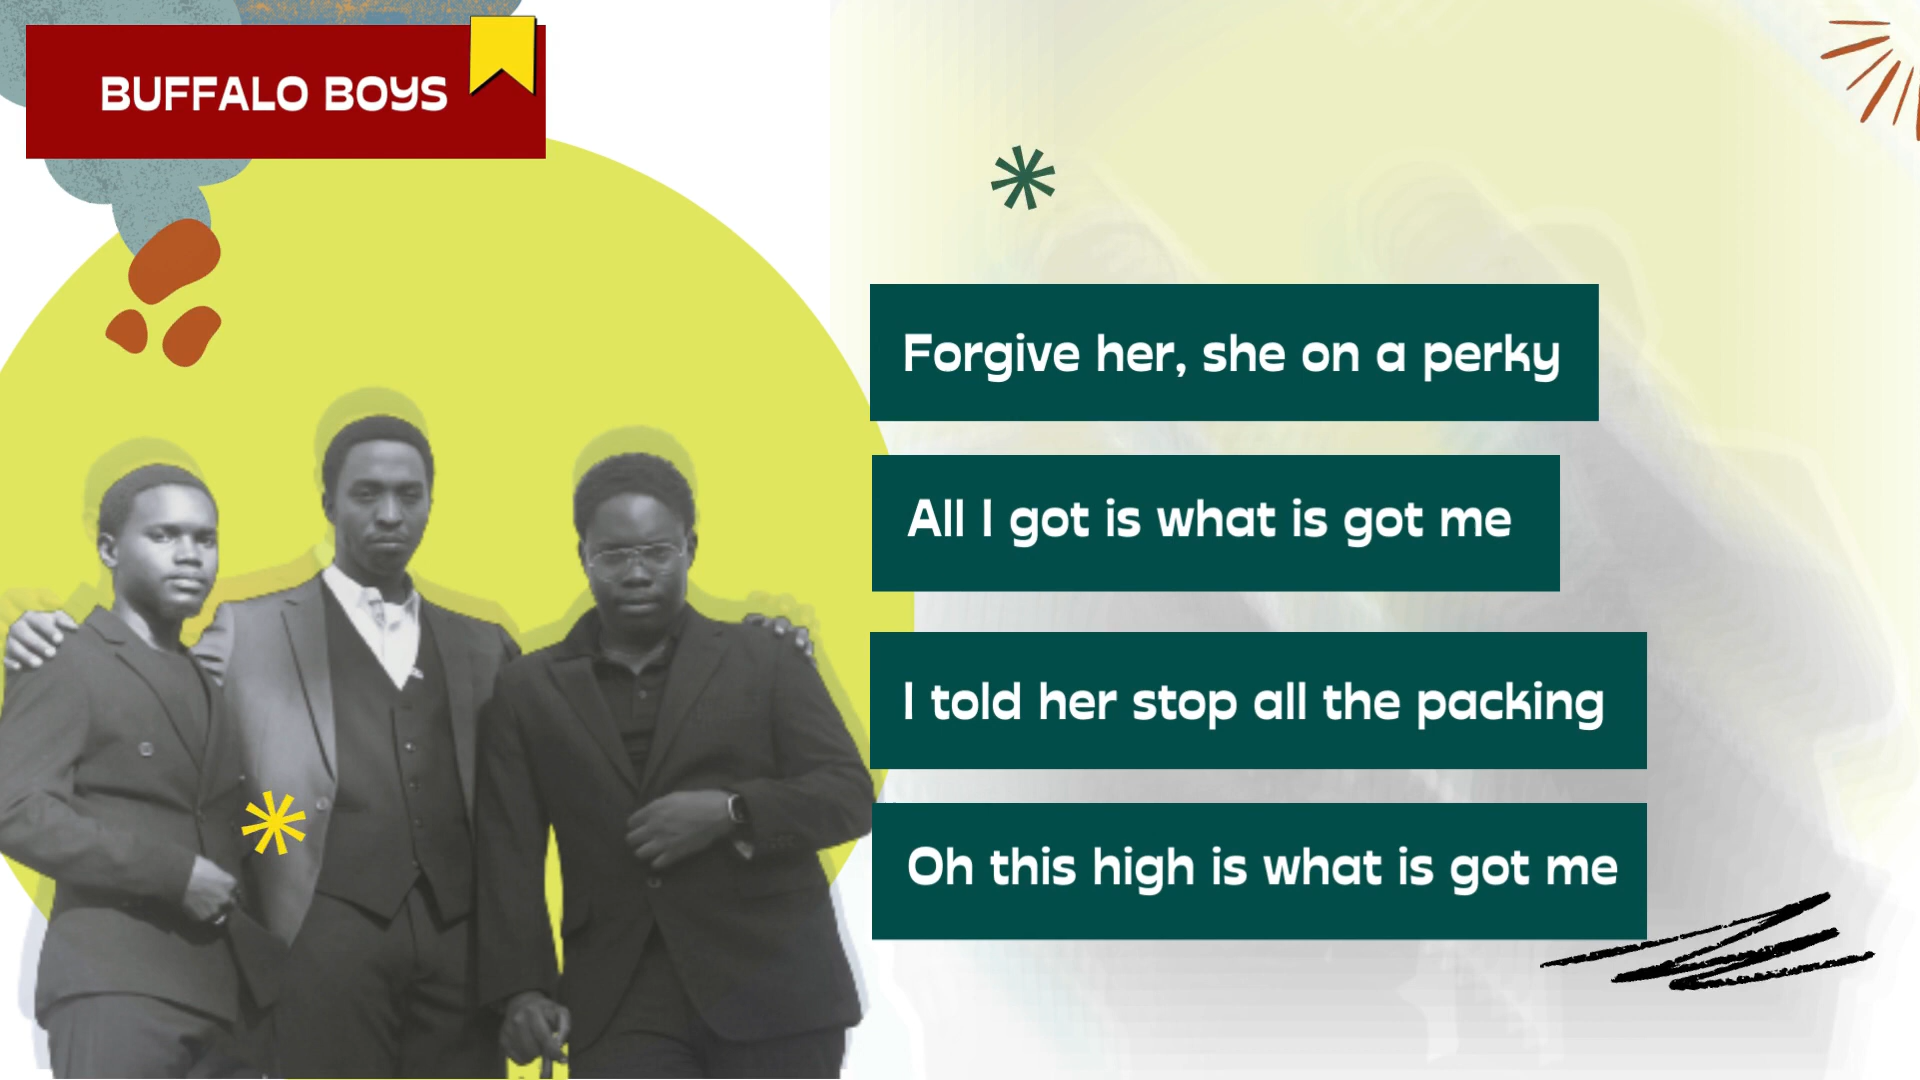 BUFFALO BOYS
Forgive her, she on a perky
All I got is what is got me
I told her stop all the packing
Oh this high is what is got me